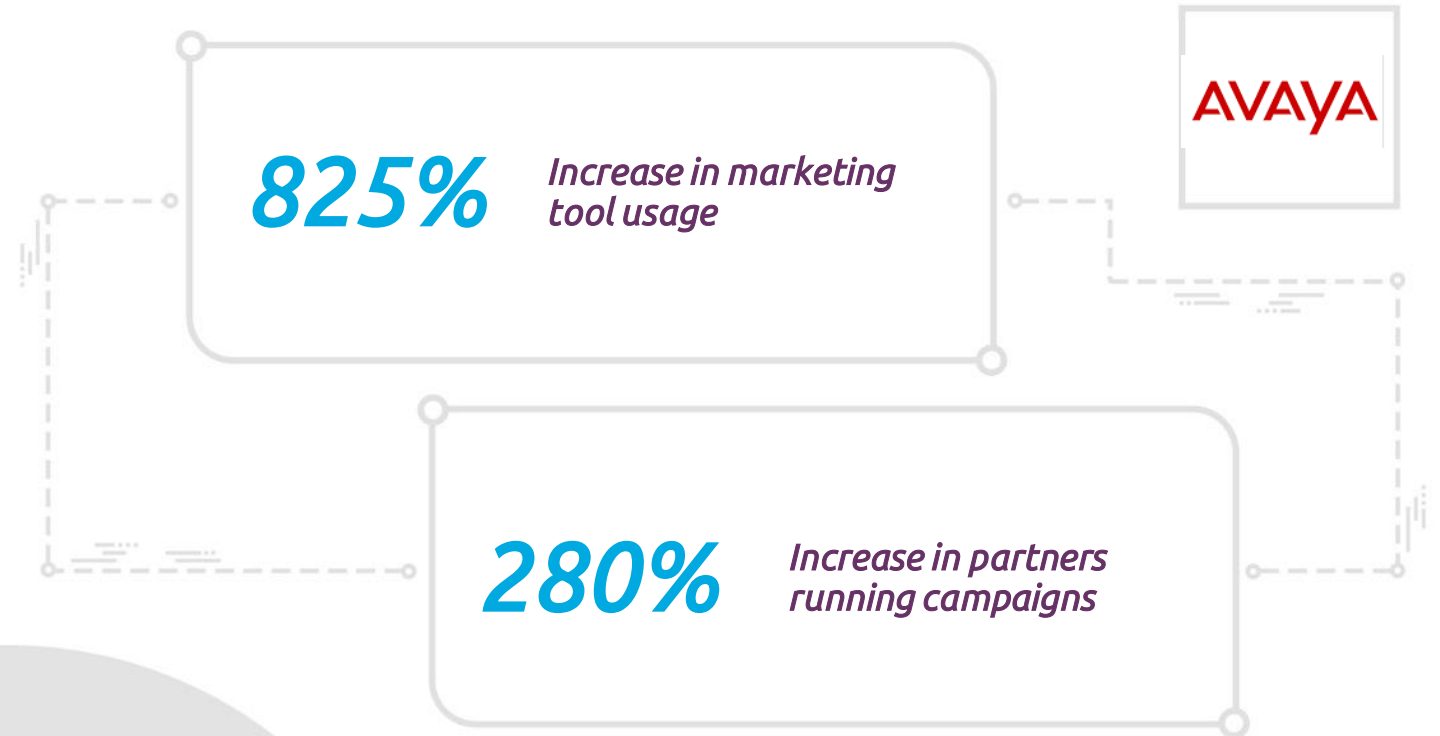 AVAYA
825%
Increase in marketing
tool usage
280%
Increase in partners
running campaigns